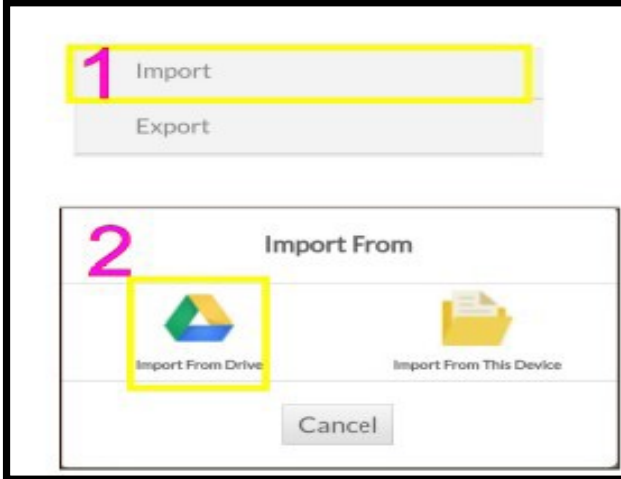 1 Import
Export
2 Import From
Import From Drive Import From This Device
Cancel